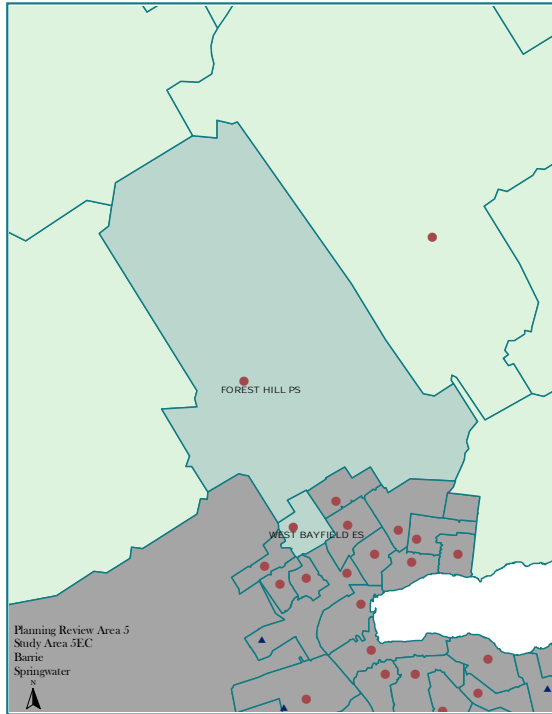 FOREST HILL PS
WEST BAYFIELD ES
Planning Review Area 5
Study Area 5EC
Barrie
Springwater
N